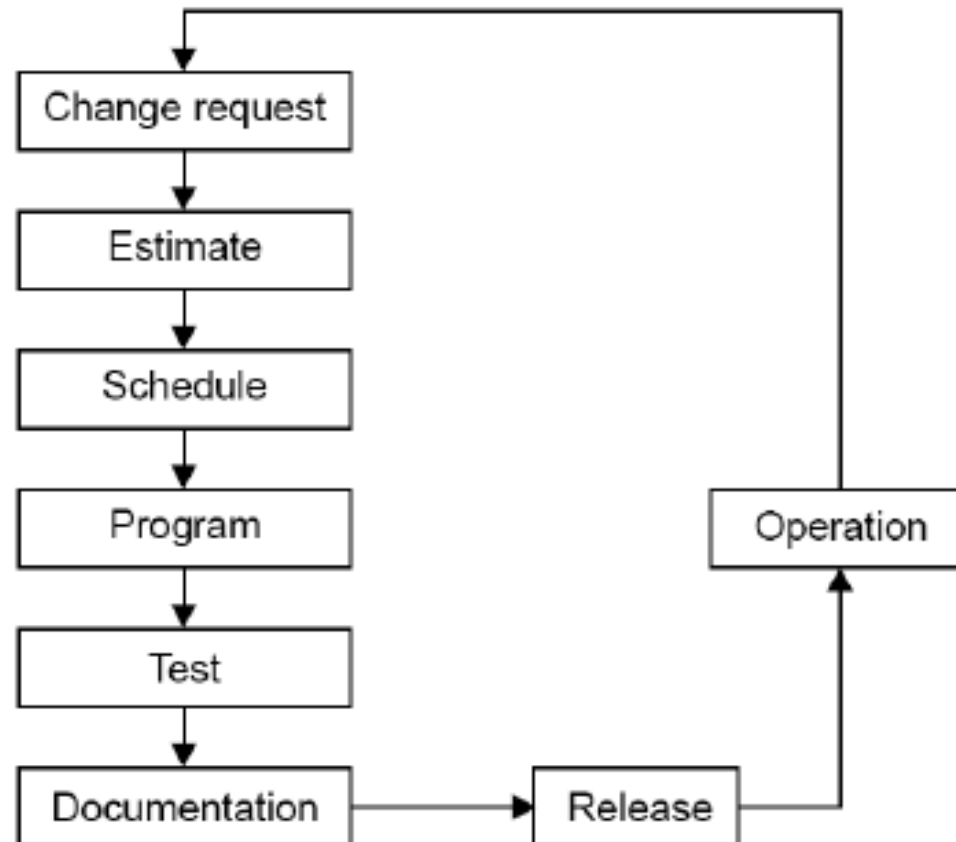 Change request
Estimate
Schedule
Program
Operation
Test
Documentation
Release